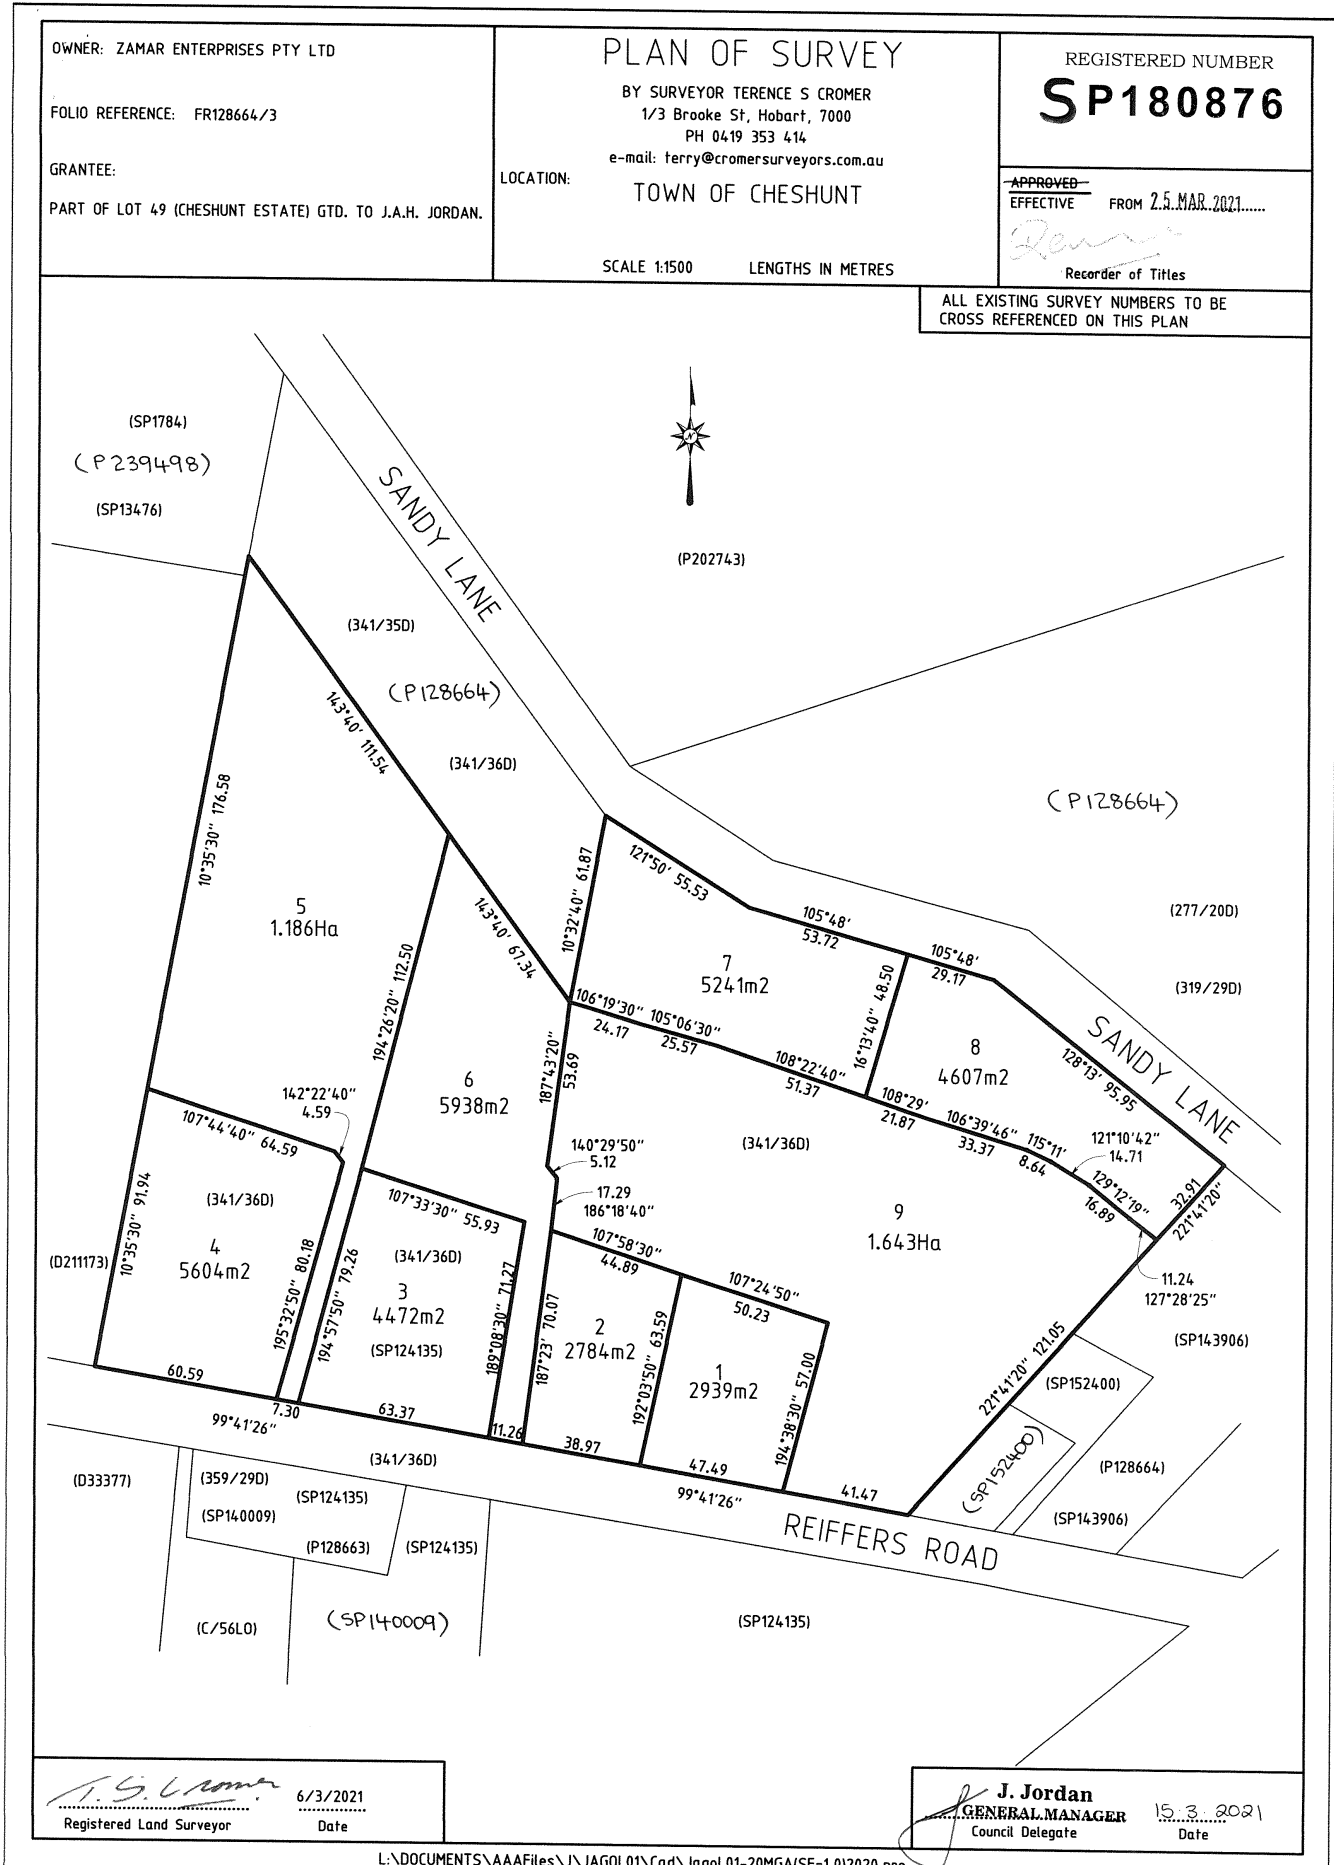 OWNER: ZAMAR ENTERPRISES PTY LTD
FOLIO REFERENCE: FR128664/3
GRANTEE:
PART OF LOT 49 (CHESHUNT ESTATE) GTD. TO J.A.H. JORDAN.
PLAN OF SURVEY
BY SURVEYOR TERENCE S CROMER
1/3 Brooke St, Hobart, 7000
PH 0419 353 414
e-mail: terry@cromersurveyors.com.au
LOCATION:
TOWN OF CHESHUNT
SCALE 1:1500 LENGTHS IN METRES
REGISTERED NUMBER
SP180876
APPROVED
EFFECTIVE FROM 25 MAR 2021
Recorder of Titles
ALL EXISTING SURVEY NUMBERS TO BE
CROSS REFERENCED ON THIS PLAN
(SP1784)
(P239498)
(SP13476)
SANDY LANE
N
(P202743)
(341/35D)
(P128664)
(341/36D)
143°40' 111.54
10°35'30" 176.58
(P128664)
(277/20D)
(319/29D)
5
1.186Ha
194°26'20" 112.50
143°40' 67.34
10°32'40" 61.87
121°50' 55.53
105°48'
53.72
105°48'
29.17
7
5241m2
16°13'40" 48.50
106°19'30" 105°06'30"
24.17
25.57
108°22'40"
51.37
8
4607m2
128°13' 95.95
SANDY LANE
108°29'
21.87
106°39'46"
33.37
115°11'
8.64
121°10'42"
14.71
129°12'19"
16.89
32.91
221°41'20"
11.24
127°28'25"
6
5938m2
187°43'20"
53.69
142°22'40"
4.59
107°44'40" 64.59
140°29'50"
5.12
17.29
186°18'40"
(341/36D)
9
1.643Ha
10°35'30" 91.94
(341/36D)
4
5604m2
195°32'50" 80.18
194°57'50" 79.26
107°33'30" 55.93
(341/36D)
3
4472m2
(SP124135)
189°08'30" 71.27
187°23' 70.07
107°58'30"
44.89
2
2784m2
192°03'50" 63.59
107°24'50"
50.23
1
2939m2
194°38'30" 57.00
221°41'20" 121.05
(D211173)
(SP143906)
(SP152400)
(SP152400)
(P128664)
(SP143906)
60.59
7.30
63.37
11.26
38.97
47.49
41.47
99°41'26"
99°41'26"
(341/36D)
REIFFERS ROAD
(D33377)
(359/29D)
(SP140009)
(SP124135)
(P128663)
(SP124135)
(C/56LO)
(SP140009)
(SP124135)
T. S. Cromer 6/3/2021
Registered Land Surveyor Date
J. Jordan
GENERAL MANAGER 15.3.2021
Council Delegate Date